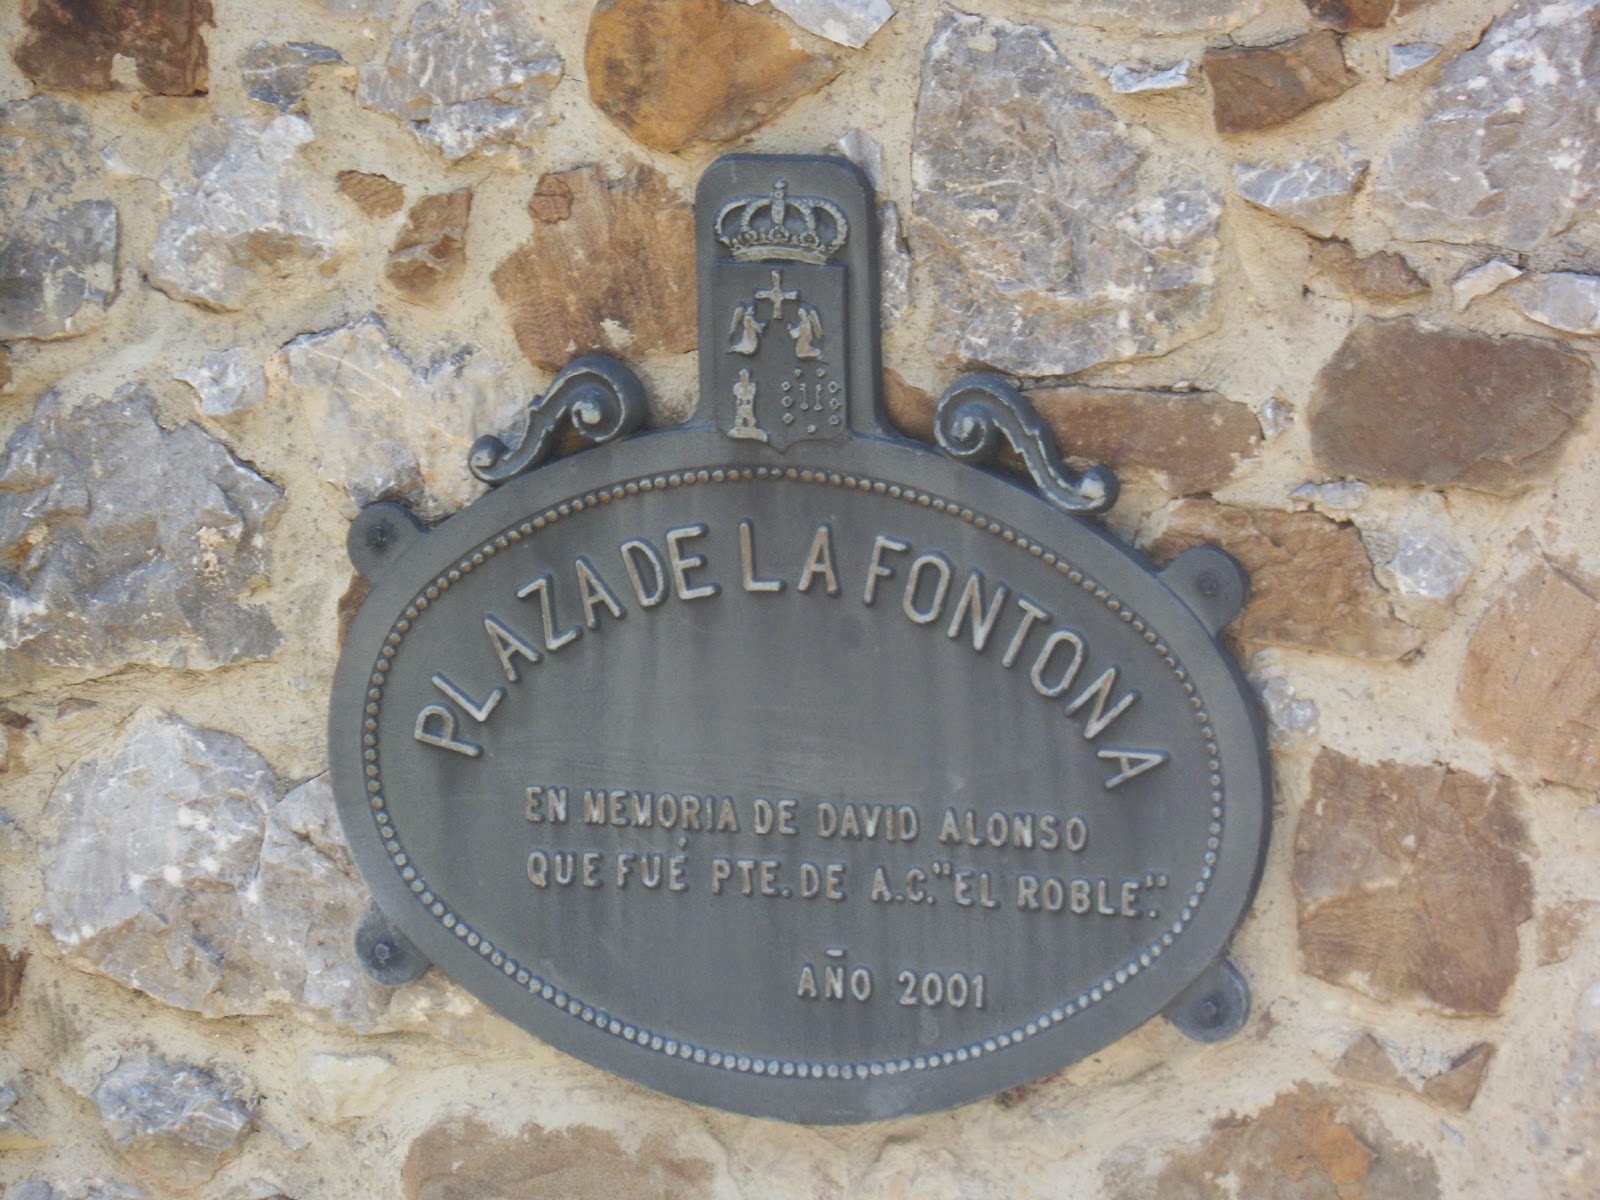 PLAZA DE LA FONTONA
EN MEMORIA DE DAVID ALONSO
QUE FUÉ PTE. DE A.C. "EL ROBLE".
AÑO 2001